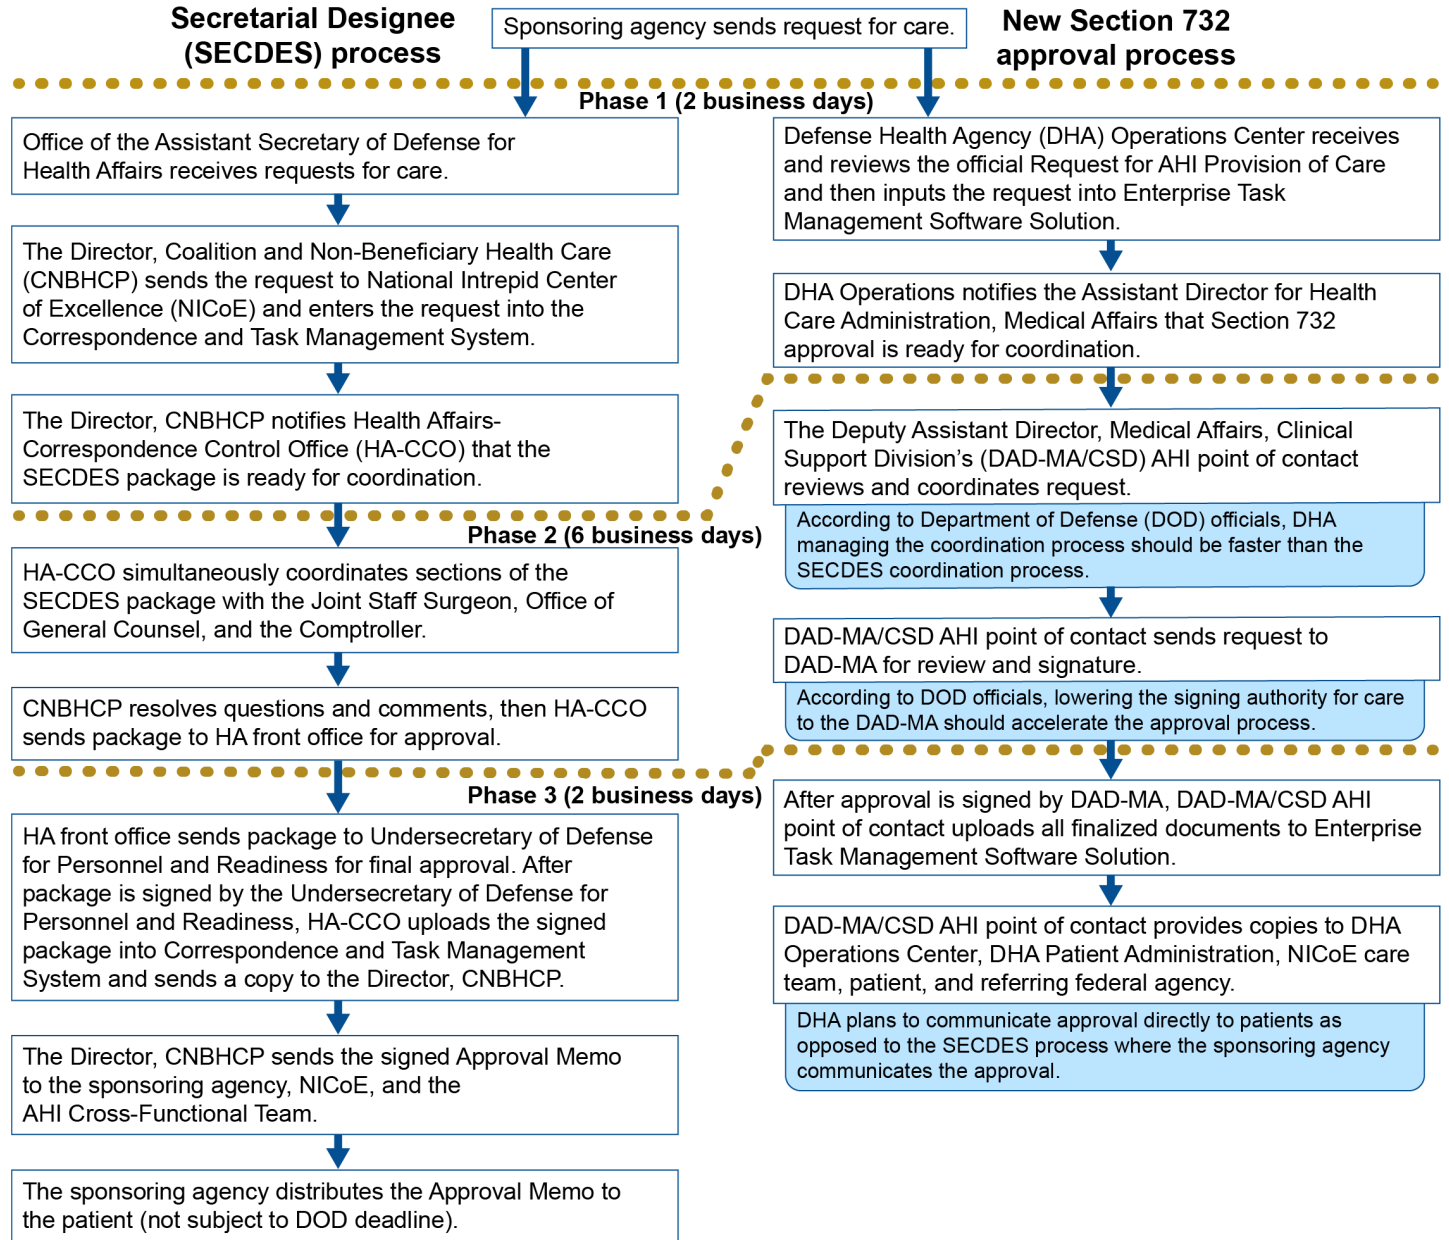 Secretarial Designee
(SECDES) process
Sponsoring agency sends request for care.
New Section 732
approval process
Phase 1 (2 business days)
Office of the Assistant Secretary of Defense for
Health Affairs receives requests for care.
The Director, Coalition and Non-Beneficiary Health Care
(CNBHCP) sends the request to National Intrepid Center
of Excellence (NICoE) and enters the request into the
Correspondence and Task Management System.
The Director, CNBHCP notifies Health Affairs-
Correspondence Control Office (HA-CCO) that the
SECDES package is ready for coordination.
Defense Health Agency (DHA) Operations Center receives
and reviews the official Request for AHI Provision of Care
and then inputs the request into Enterprise Task
Management Software Solution.
DHA Operations notifies the Assistant Director for Health
Care Administration, Medical Affairs that Section 732
approval is ready for coordination.
Phase 2 (6 business days)
HA-CCO simultaneously coordinates sections of the
SECDES package with the Joint Staff Surgeon, Office of
General Counsel, and the Comptroller.
CNBHCP resolves questions and comments, then HA-CCO
sends package to HA front office for approval.
The Deputy Assistant Director, Medical Affairs, Clinical
Support Division's (DAD-MA/CSD) AHI point of contact
reviews and coordinates request.
According to Department of Defense (DOD) officials, DHA
managing the coordination process should be faster than the
SECDES coordination process.
DAD-MA/CSD AHI point of contact sends request to
DAD-MA for review and signature.
According to DOD officials, lowering the signing authority for care
to the DAD-MA should accelerate the approval process.
Phase 3 (2 business days)
HA front office sends package to Undersecretary of Defense
for Personnel and Readiness for final approval. After
package is signed by the Undersecretary of Defense for
Personnel and Readiness, HA-CCO uploads the signed
package into Correspondence and Task Management
System and sends a copy to the Director, CNBHCP.
The Director, CNBHCP sends the signed Approval Memo
to the sponsoring agency, NICoE, and the
AHI Cross-Functional Team.
The sponsoring agency distributes the Approval Memo to
the patient (not subject to DOD deadline).
After approval is signed by DAD-MA, DAD-MA/CSD AHI
point of contact uploads all finalized documents to Enterprise
Task Management Software Solution.
DAD-MA/CSD AHI point of contact provides copies to DHA
Operations Center, DHA Patient Administration, NICoE care
team, patient, and referring federal agency.
DHA plans to communicate approval directly to patients as
opposed to the SECDES process where the sponsoring agency
communicates the approval.